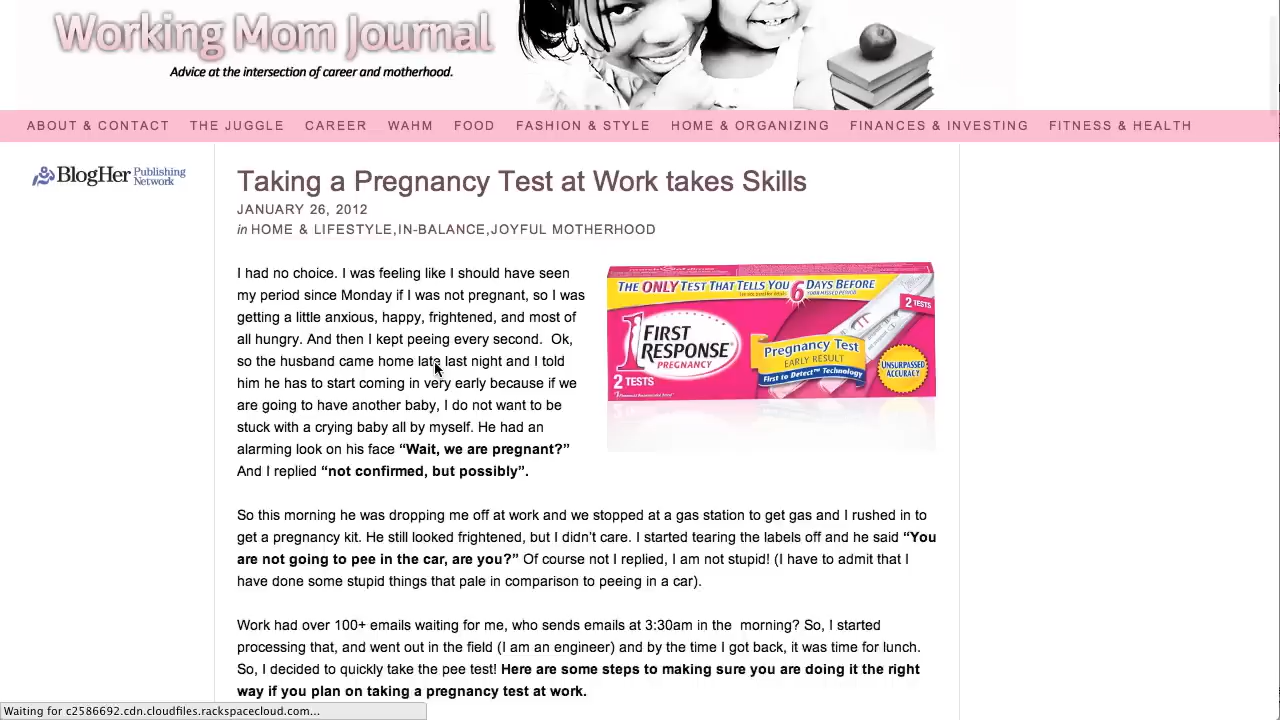 Working Mom Journal
Advice at the intersection of career and motherhood.
ABOUT & CONTACT THE JUGGLE CAREER WAHM FOOD FASHION & STYLE HOME & ORGANIZING FINANCES & INVESTING FITNESS & HEALTH
BlogHer Publishing Network
Taking a Pregnancy Test at Work takes Skills
JANUARY 26, 2012
in HOME & LIFESTYLE,IN-BALANCE,JOYFUL MOTHERHOOD
I had no choice. I was feeling like I should have seen
my period since Monday if I was not pregnant, so I was
getting a little anxious, happy, frightened, and most of
all hungry. And then I kept peeing every second.  Ok,
so the husband came home late last night and I told
him he has to start coming in very early because if we
are going to have another baby, I do not want to be
stuck with a crying baby all by myself. He had an
alarming look on his face “Wait, we are pregnant?”
And I replied “not confirmed, but possibly”.
THE ONLY TEST THAT TELLS YOU 6 DAYS BEFORE
YOUR MISSED PERIOD
2 TESTS
1 FIRST
RESPONSE
PREGNANCY
Pregnancy Test
EARLY RESULT
First to Detect™ Technology
UNSURPASSED
ACCURACY
2 TESTS
So this morning he was dropping me off at work and we stopped at a gas station to get gas and I rushed in to
get a pregnancy kit. He still looked frightened, but I didn’t care. I started tearing the labels off and he said “You
are not going to pee in the car, are you?” Of course not I replied, I am not stupid! (I have to admit that I
have done some stupid things that pale in comparison to peeing in a car).
Work had over 100+ emails waiting for me, who sends emails at 3:30am in the  morning? So, I started
processing that, and went out in the field (I am an engineer) and by the time I got back, it was time for lunch.
So, I decided to quickly take the pee test! Here are some steps to making sure you are doing it the right
way if you plan on taking a pregnancy test at work.
Waiting for c2586692.cdn.cloudfiles.rackspacecloud.com...